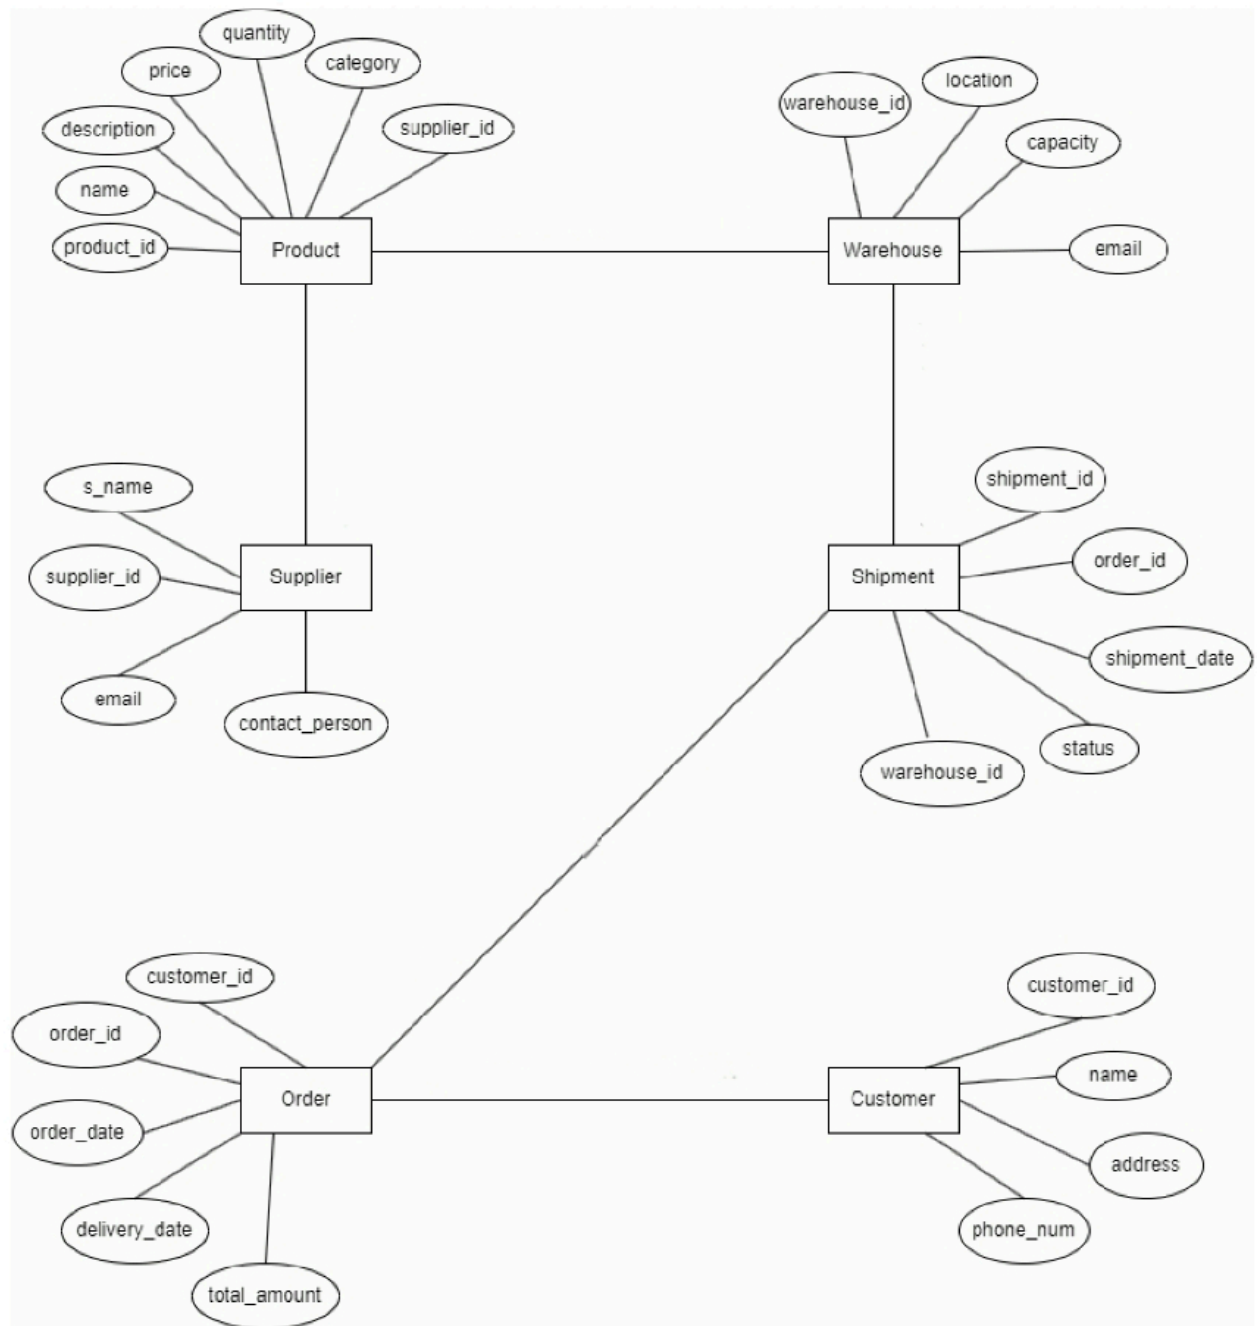 quantity
category
price
description
supplier_id
name
product_id
Product
warehouse_id
location
capacity
Warehouse
email
s_name
supplier_id
Supplier
email
contact_person
shipment_id
order_id
Shipment
shipment_date
status
warehouse_id
customer_id
order_id
Order
order_date
delivery_date
total_amount
customer_id
name
Customer
address
phone_num